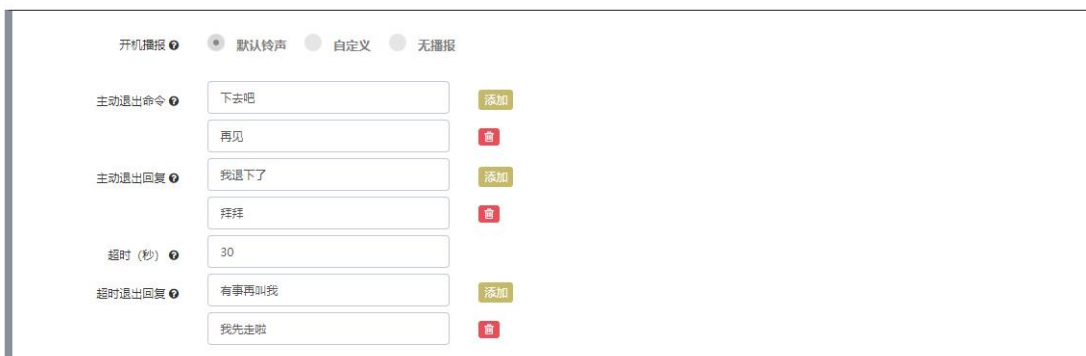 开机播报 默认铃声 自定义 无播报
主动退出命令 下去吧 添加
再见
主动退出回复 我退下了 添加
拜拜
超时（秒） 30
超时退出回复 有事再叫我 添加
我先走啦